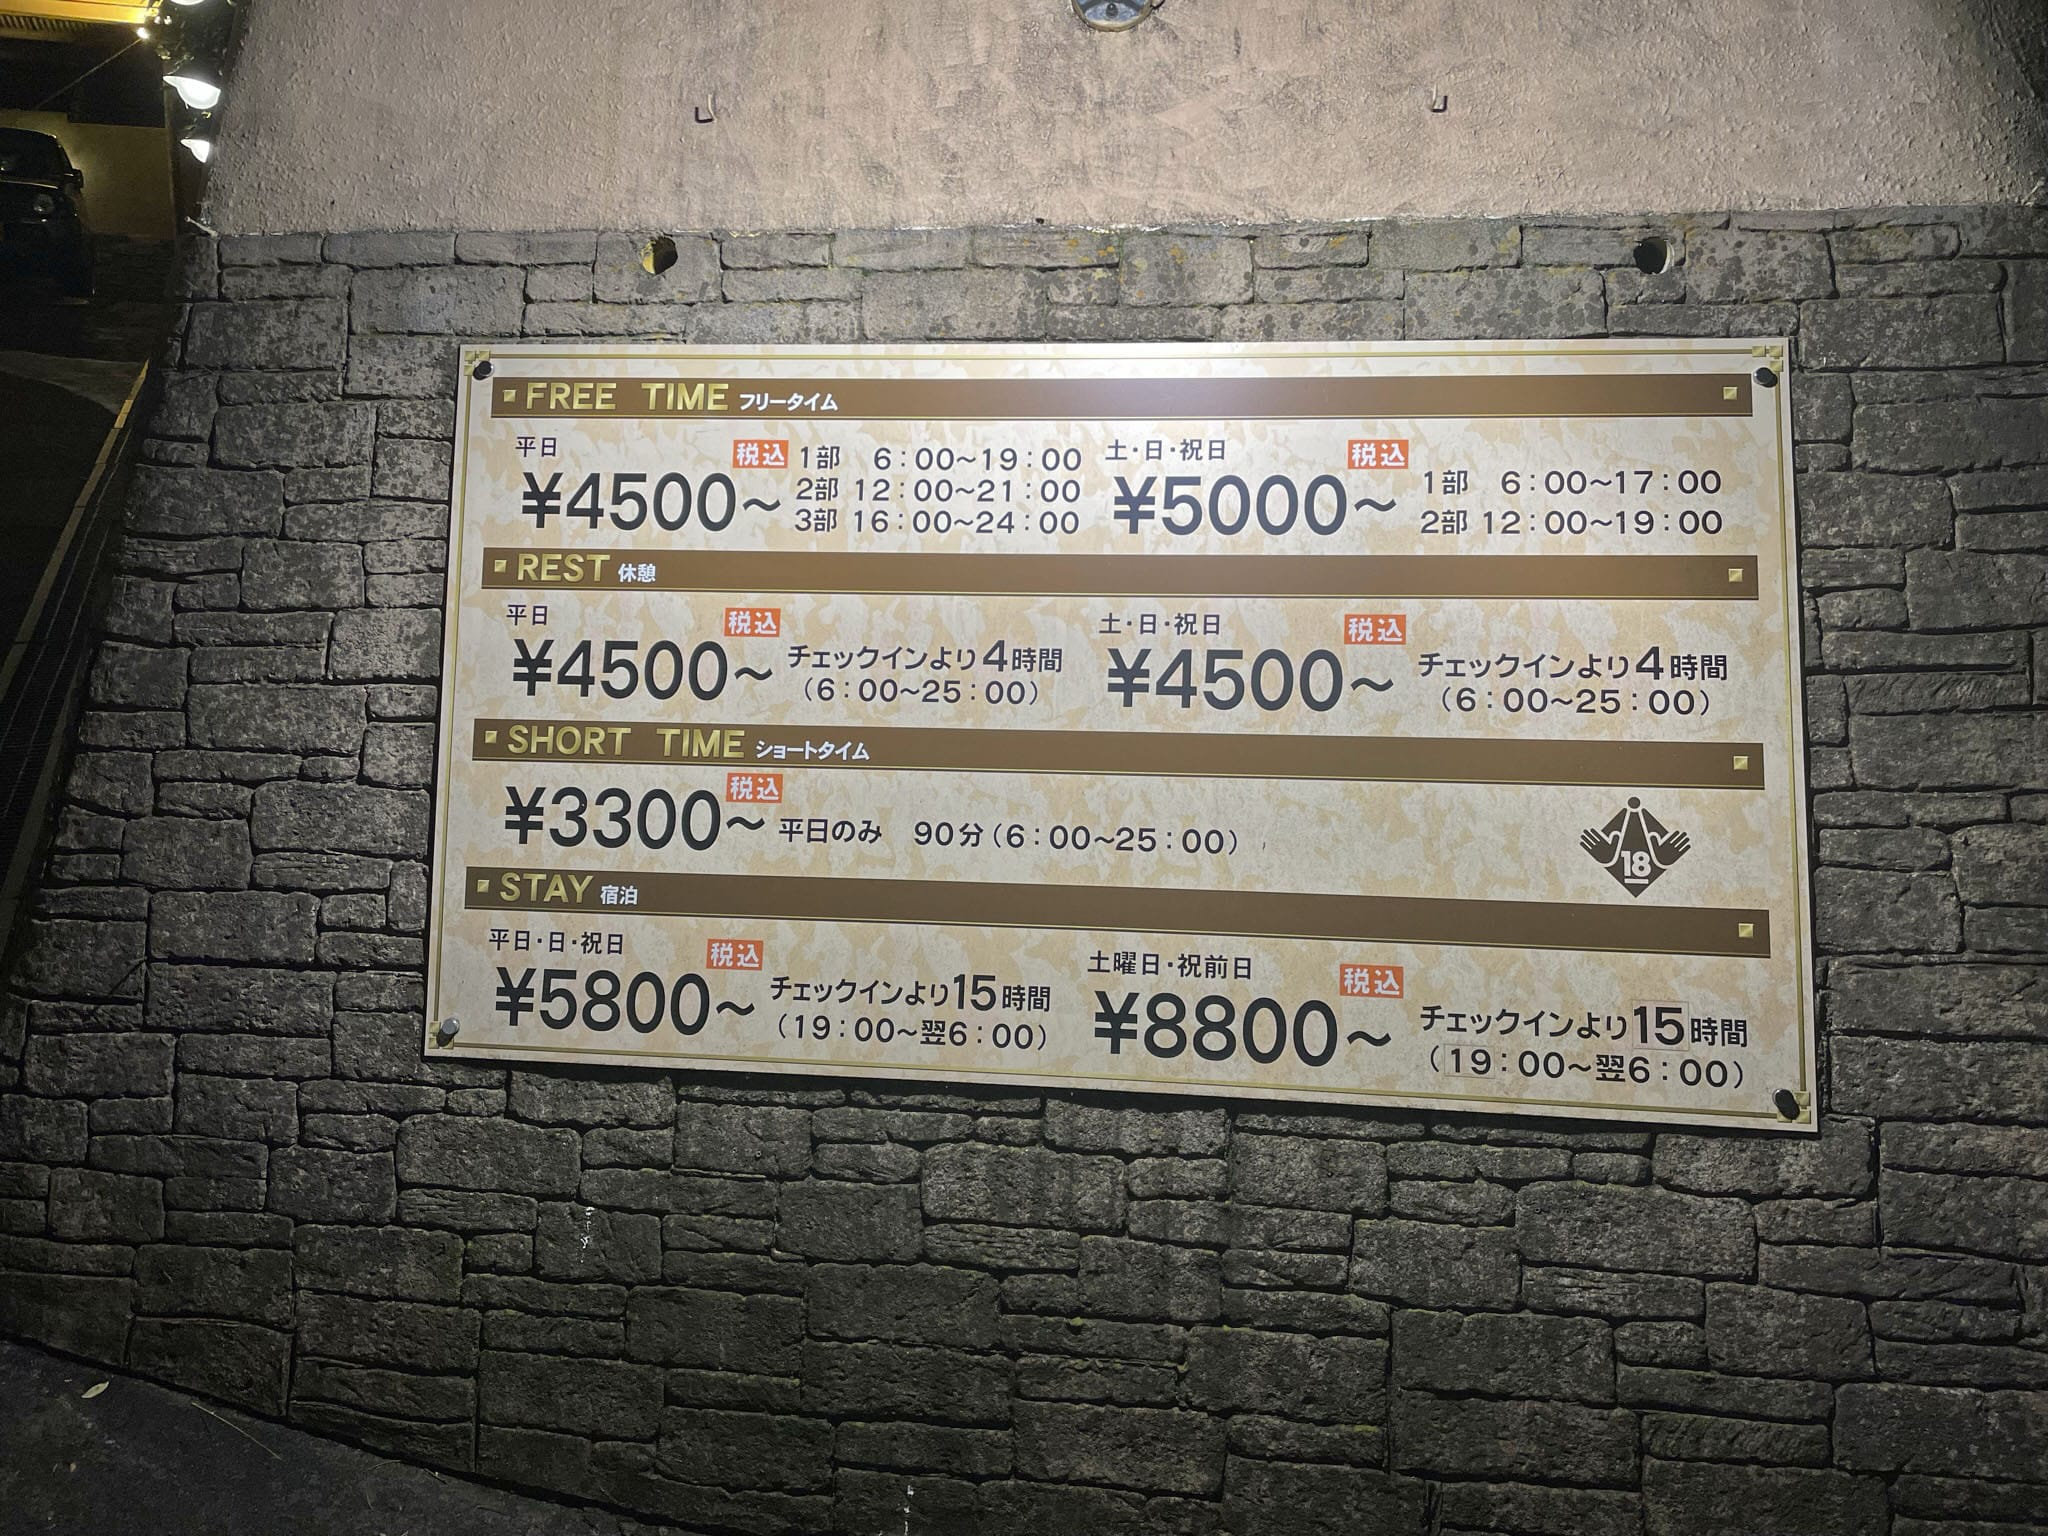 FREE TIME フリータイム
平日
¥4500～ 税込
1部 6：00～19：00
2部 12：00～21：00
3部 16：00～24：00
土・日・祝日
¥5000～ 税込
1部 6：00～17：00
2部 12：00～19：00
REST 休憩
平日
¥4500～ 税込
チェックインより4時間
（6：00～25：00）
土・日・祝日
¥4500～ 税込
チェックインより4時間
（6：00～25：00）
SHORT TIME ショートタイム
¥3300～ 税込 平日のみ 90分（6：00～25：00）
18
STAY 宿泊
平日・日・祝日
¥5800～ 税込
チェックインより15時間
（19：00～翌6：00）
土曜日・祝前日
¥8800～ 税込
チェックインより15時間
（19：00～翌6：00）